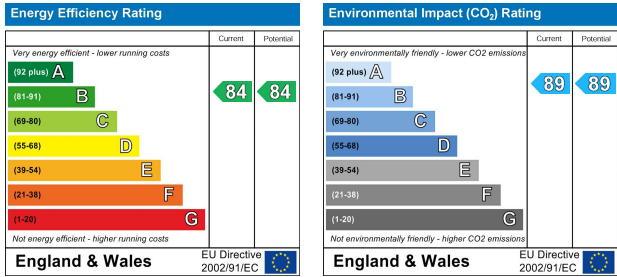 Energy Efficiency Rating
Current Potential
Very energy efficient - lower running costs
(92 plus) A
(81-91) B
84 84
(69-80) C
(55-68) D
(39-54) E
(21-38) F
(1-20) G
Not energy efficient - higher running costs
England & Wales
EU Directive
2002/91/EC
Environmental Impact (CO2) Rating
Current Potential
Very environmentally friendly - lower CO2 emissions
(92 plus) A
89 89
(81-91) B
(69-80) C
(55-68) D
(39-54) E
(21-38) F
(1-20) G
Not environmentally friendly - higher CO2 emissions
England & Wales
EU Directive
2002/91/EC